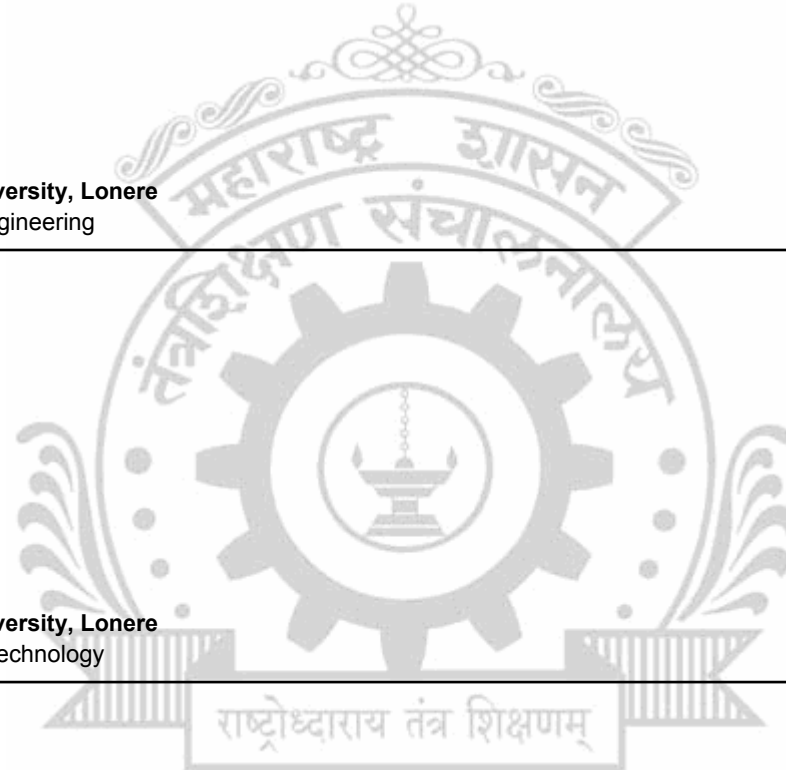 महाराष्ट्र शासन
versity, Lonere
gineering
तंत्रशिक्षण संचालनालय
versity, Lonere
echnology
राष्ट्रोध्दाराय तंत्र शिक्षणम्